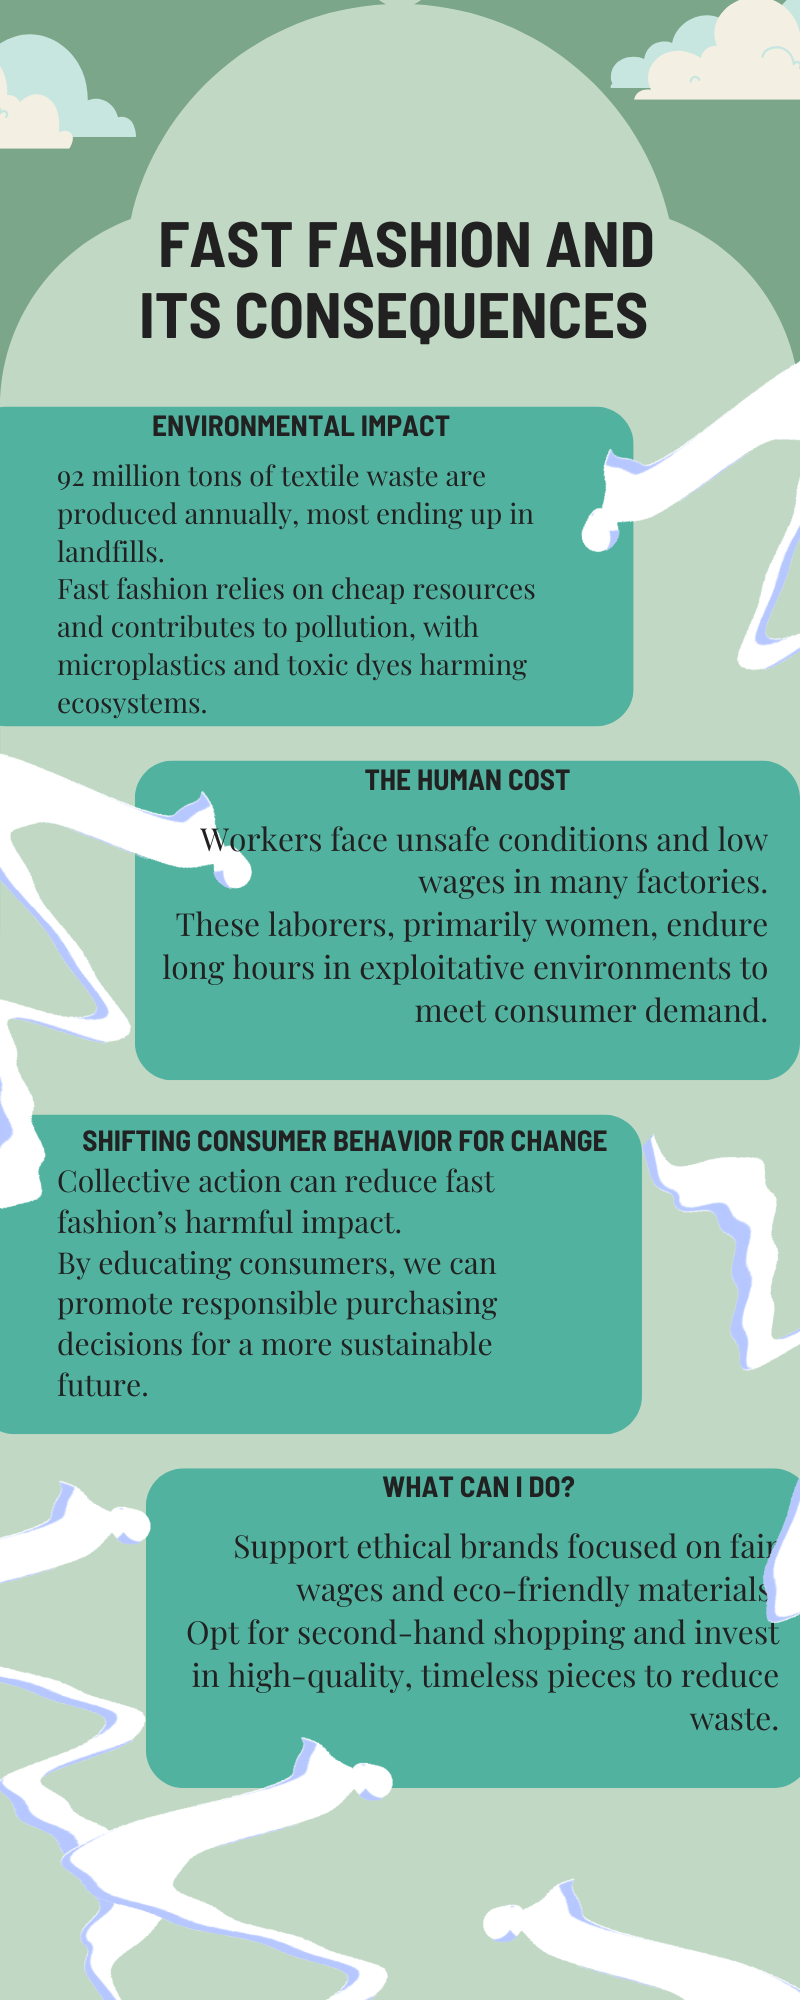 FAST FASHION AND
ITS CONSEQUENCES
ENVIRONMENTAL IMPACT
92 million tons of textile waste are
produced annually, most ending up in
landfills.
Fast fashion relies on cheap resources
and contributes to pollution, with
microplastics and toxic dyes harming
ecosystems.
THE HUMAN COST
Workers face unsafe conditions and low
wages in many factories.
These laborers, primarily women, endure
long hours in exploitative environments to
meet consumer demand.
SHIFTING CONSUMER BEHAVIOR FOR CHANGE
Collective action can reduce fast
fashion’s harmful impact.
By educating consumers, we can
promote responsible purchasing
decisions for a more sustainable
future.
WHAT CAN I DO?
Support ethical brands focused on fair
wages and eco-friendly materials.
Opt for second-hand shopping and invest
in high-quality, timeless pieces to reduce
waste.